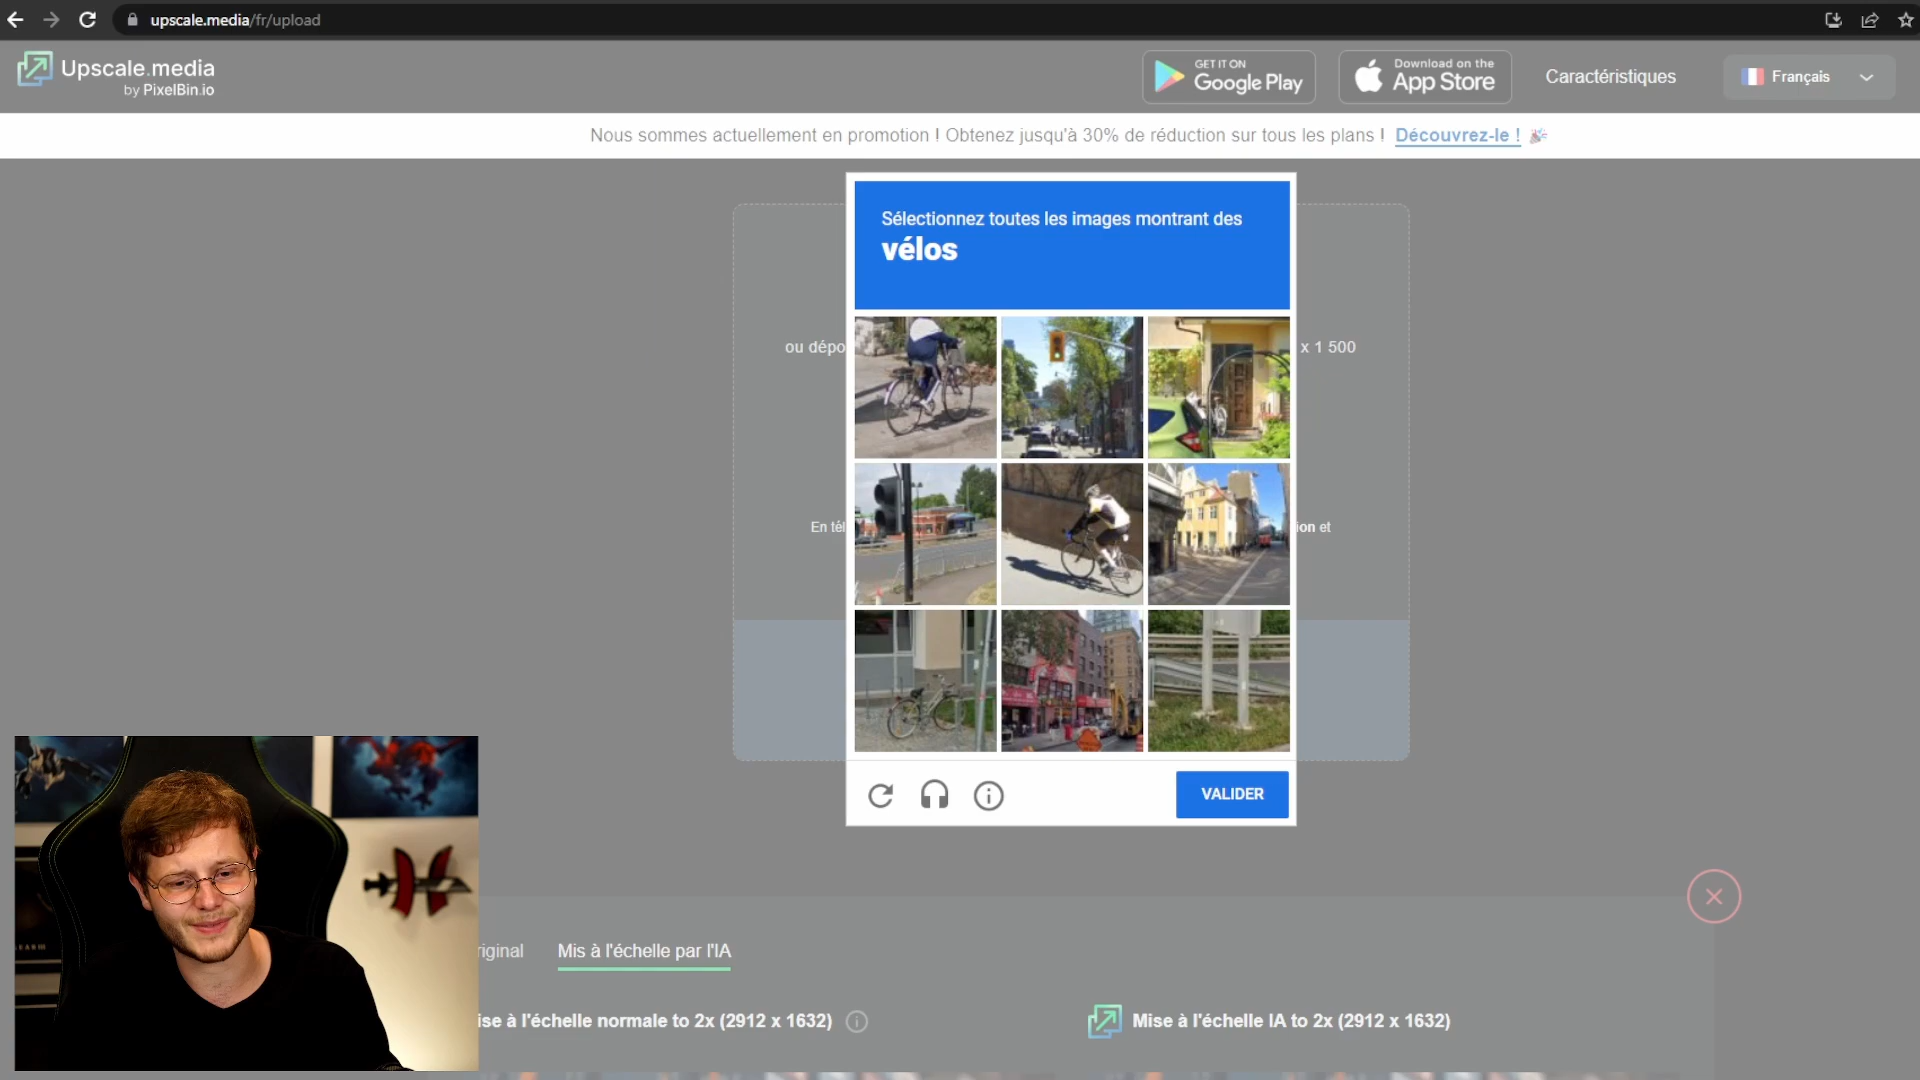 upscale.media/fr/upload
Upscale.media
by PixelBin.io
GET IT ON
Google Play
Download on the
App Store
Caractéristiques
Français
Nous sommes actuellement en promotion ! Obtenez jusqu'à 30% de réduction sur tous les plans ! Découvrez-le !
Sélectionnez toutes les images montrant des
vélos
ou dépo
x 1 500
En tél
ion et
VALIDER
riginal
Mis à l'échelle par l'IA
ise à l'échelle normale to 2x (2912 x 1632)
Mise à l'échelle IA to 2x (2912 x 1632)